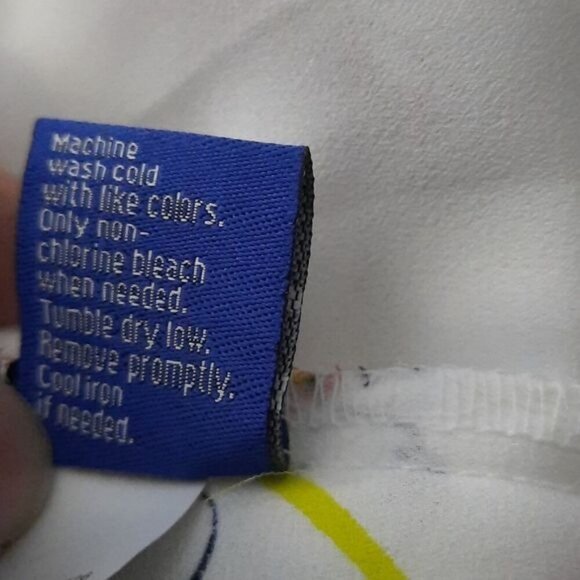 Machine
wash cold
with like colors.
Only non-
chlorine bleach
when needed.
Tumble dry low.
Remove promptly.
Cool iron
if needed.